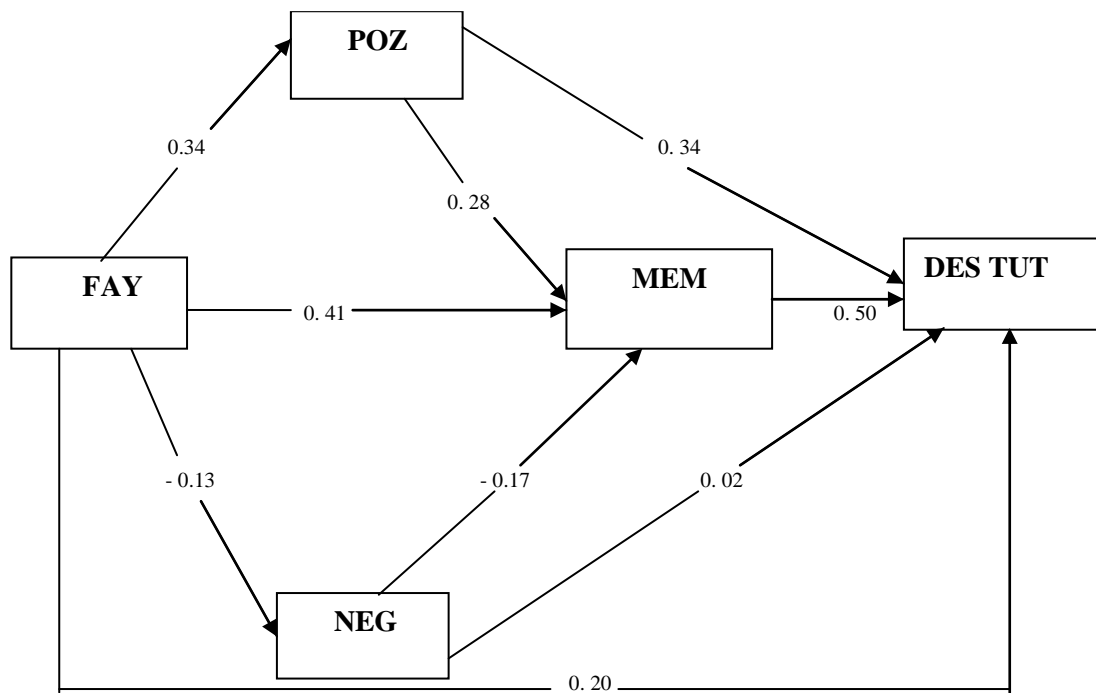 POZ
0.34
0. 34
0. 28
DES TUT
MEM
FAY
0. 41
0. 50
- 0.13
- 0.17
0. 02
NEG
0. 20